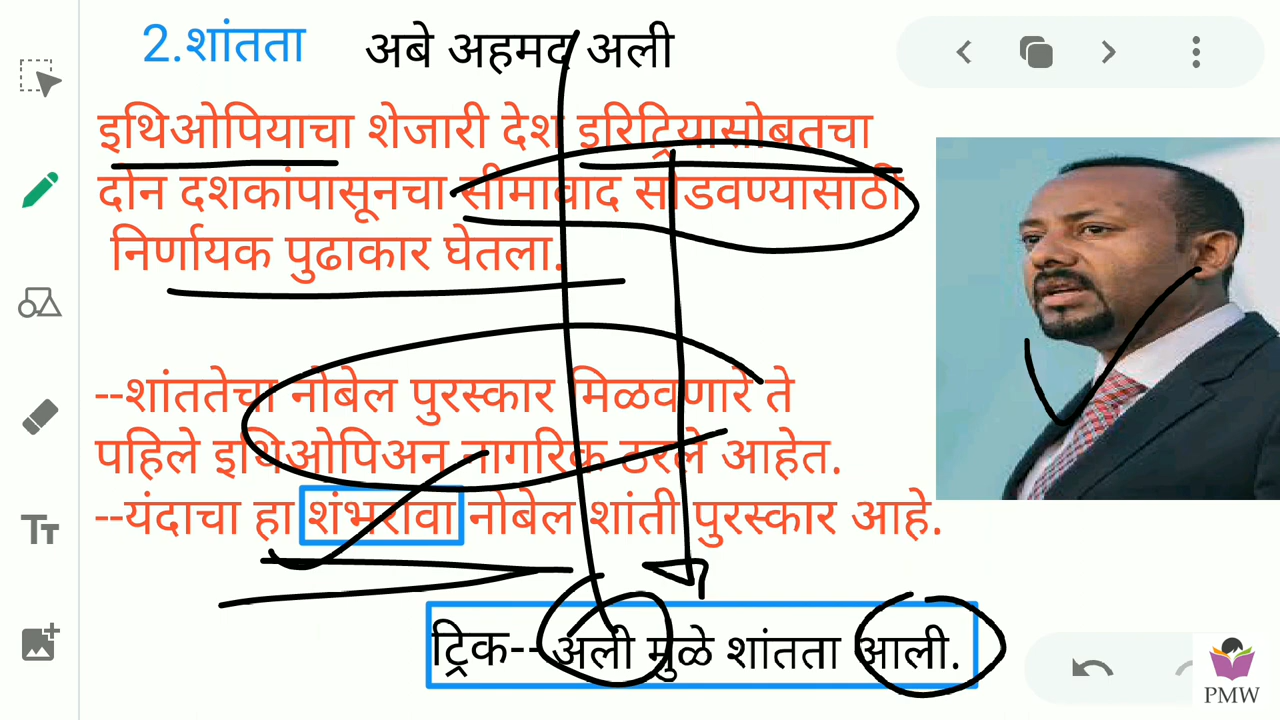 2.शांतता अबे अहमद अली
इथिओपियाचा शेजारी देश इरिट्रियासोबतचा
दोन दशकांपासूनचा सीमावाद सोडवण्यासाठी
निर्णायक पुढाकार घेतला.
--शांततेचा नोबेल पुरस्कार मिळवणारे ते
पहिले इथिओपिअन नागरिक ठरले आहेत.
--यंदाचा हा शंभरावा नोबेल शांती पुरस्कार आहे.
ट्रिक-- अली मुळे शांतता आली.
Tт
PMW